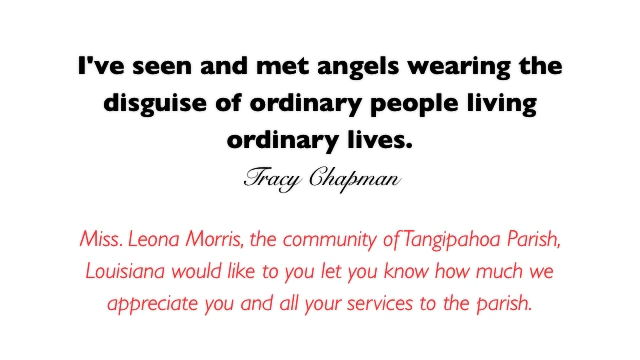 I've seen and met angels wearing the
disguise of ordinary people living
ordinary lives.
Tracy Chapman
Miss. Leona Morris, the community of Tangipahoa Parish,
Louisiana would like to you let you know how much we
appreciate you and all your services to the parish.